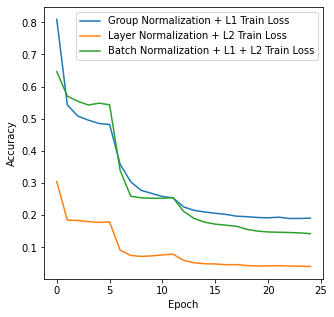 Group Normalization + L1 Train Loss
Layer Normalization + L2 Train Loss
Batch Normalization + L1 + L2 Train Loss
Accuracy
0.8
0.7
0.6
0.5
0.4
0.3
0.2
0.1
0 5 10 15 20 25
Epoch